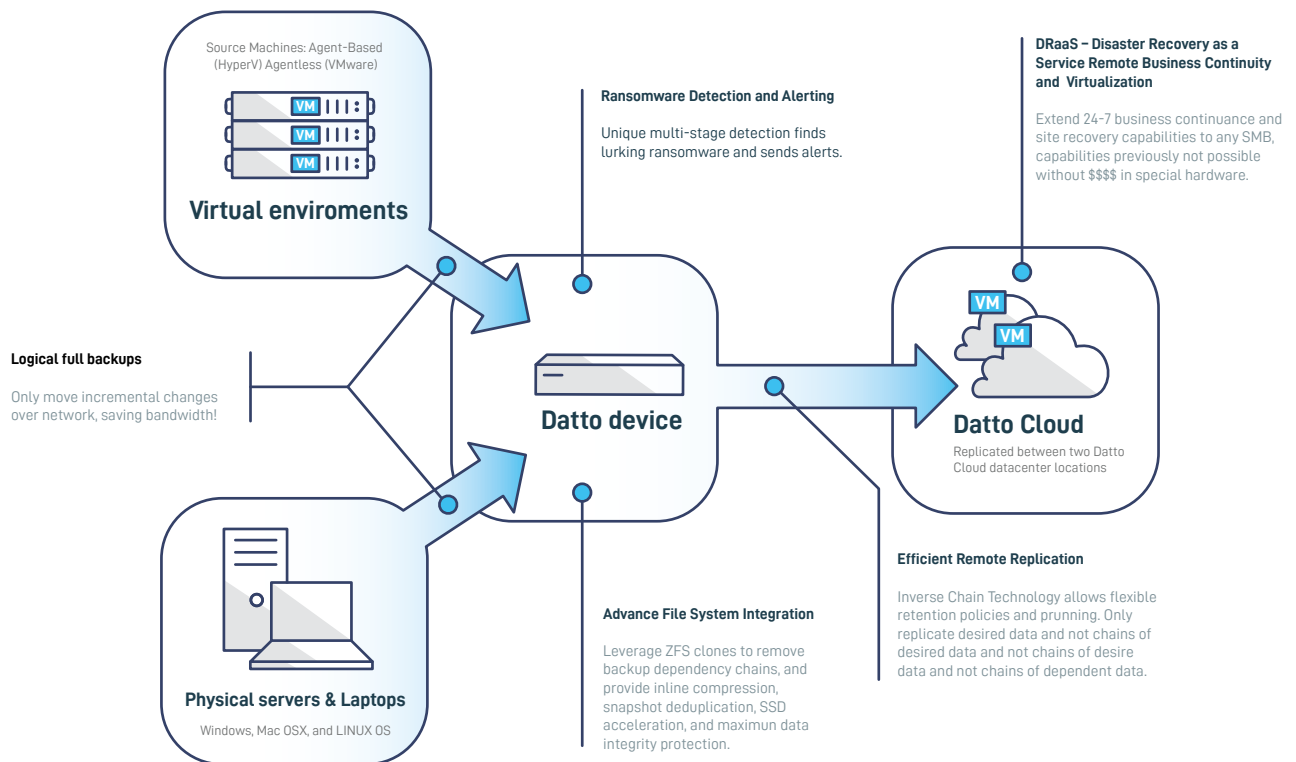 Source Machines: Agent-Based
(HyperV) Agentless (VMware)
VM
VM
VM
Virtual enviroments
Ransomware Detection and Alerting
Unique multi-stage detection finds
lurking ransomware and sends alerts.
DRaaS – Disaster Recovery as a
Service Remote Business Continuity
and Virtualization
Extend 24-7 business continuance and
site recovery capabilities to any SMB,
capabilities previously not possible
without $$$$ in special hardware.
Logical full backups
Only move incremental changes
over network, saving bandwidth!
Datto device
VM
VM
Datto Cloud
Replicated between two Datto
Cloud datacenter locations
Physical servers & Laptops
Windows, Mac OSX, and LINUX OS
Advance File System Integration
Leverage ZFS clones to remove
backup dependency chains, and
provide inline compression,
snapshot deduplication, SSD
acceleration, and maximun data
integrity protection.
Efficient Remote Replication
Inverse Chain Technology allows flexible
retention policies and prunning. Only
replicate desired data and not chains of
desired data and not chains of desire
data and not chains of dependent data.